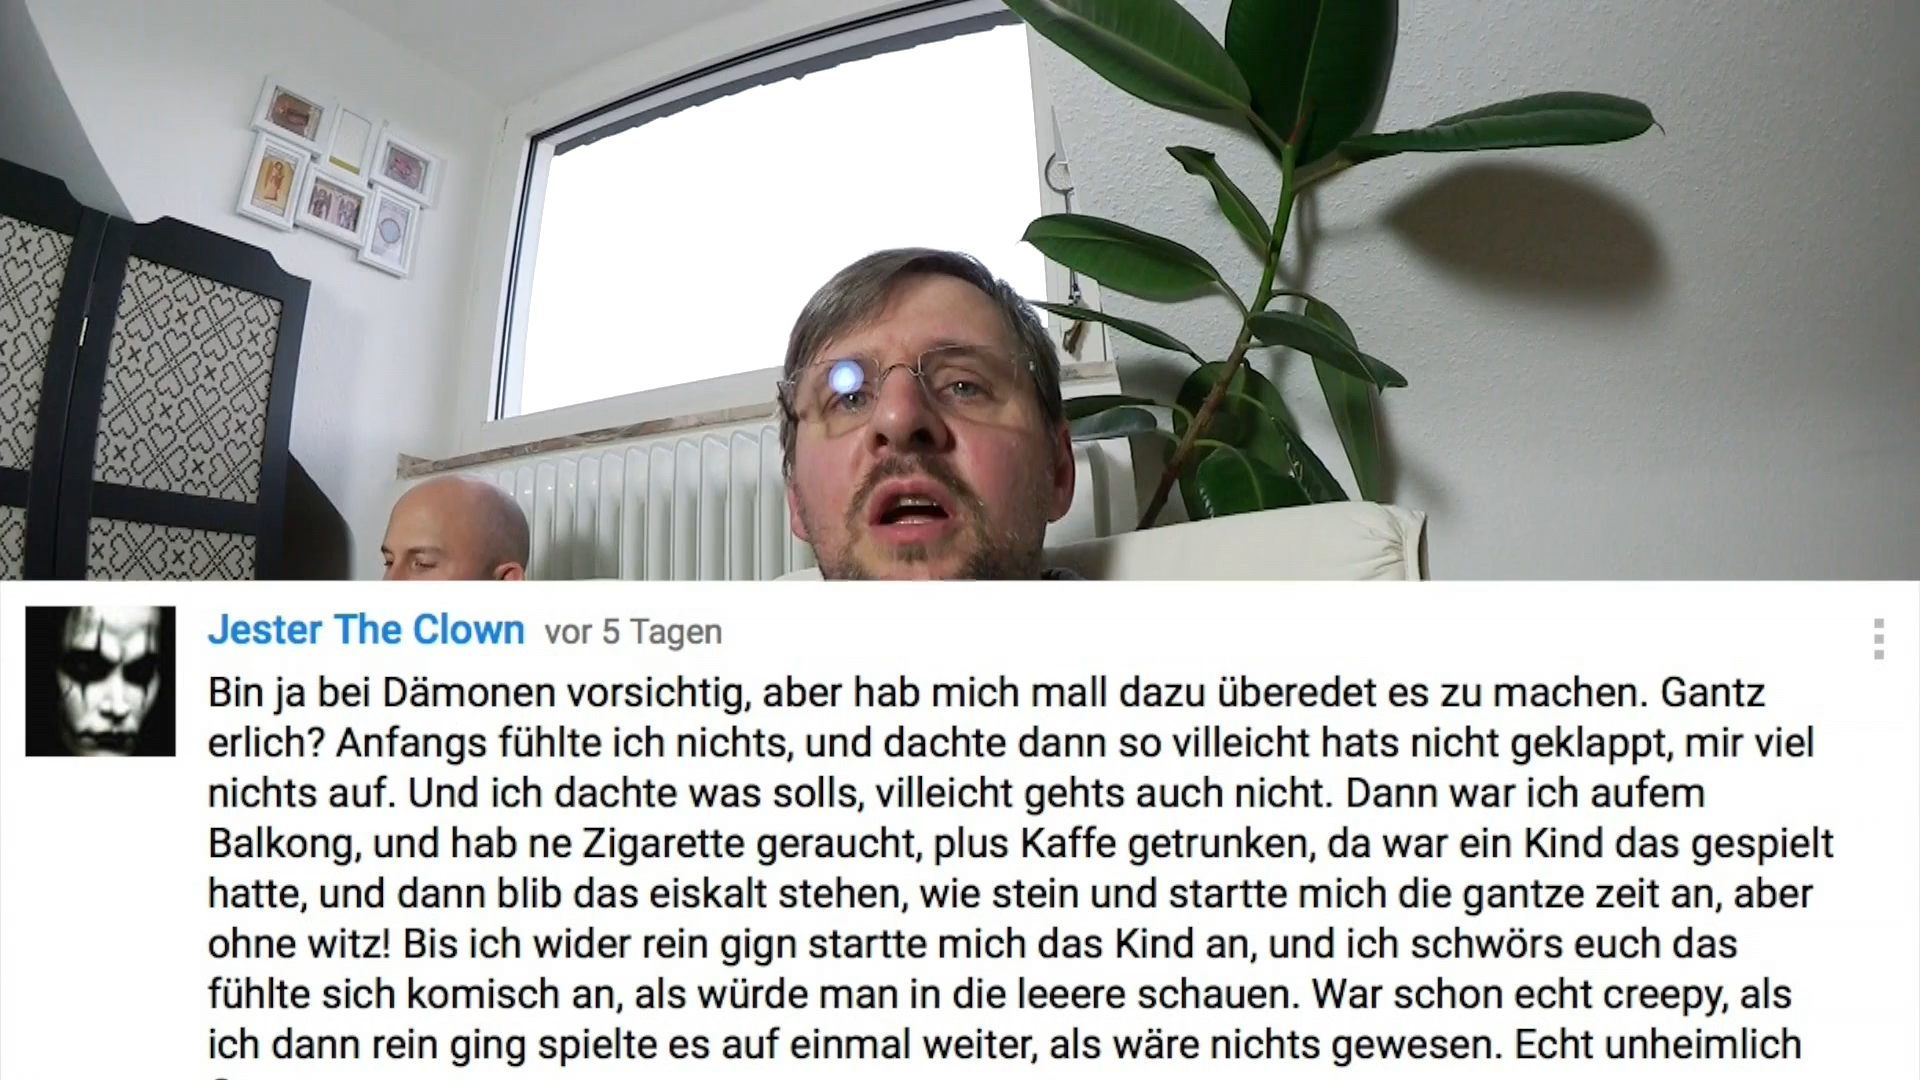 Jester The Clown vor 5 Tagen
Bin ja bei Dämonen vorsichtig, aber hab mich mall dazu überedet es zu machen. Gantz
erlich? Anfangs fühlte ich nichts, und dachte dann so villeicht hats nicht geklappt, mir viel
nichts auf. Und ich dachte was solls, villeicht gehts auch nicht. Dann war ich aufem
Balkong, und hab ne Zigarette geraucht, plus Kaffe getrunken, da war ein Kind das gespielt
hatte, und dann blib das eiskalt stehen, wie stein und startte mich die gantze zeit an, aber
ohne witz! Bis ich wider rein gign startte mich das Kind an, und ich schwörs euch das
fühlte sich komisch an, als würde man in die leeere schauen. War schon echt creepy, als
ich dann rein ging spielte es auf einmal weiter, als wäre nichts gewesen. Echt unheimlich